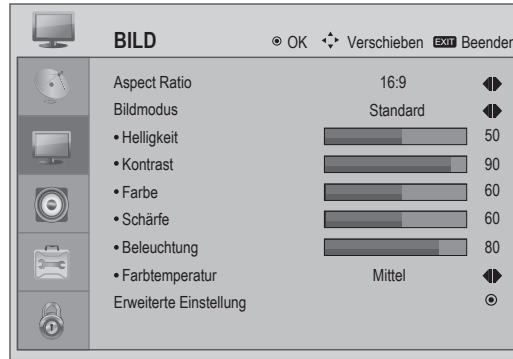 BILD OK Verschieben EXIT Beenden
Aspect Ratio 16:9
Bildmodus Standard
• Helligkeit 50
• Kontrast 90
• Farbe 60
• Schärfe 60
• Beleuchtung 80
• Farbtemperatur Mittel
Erweiterte Einstellung